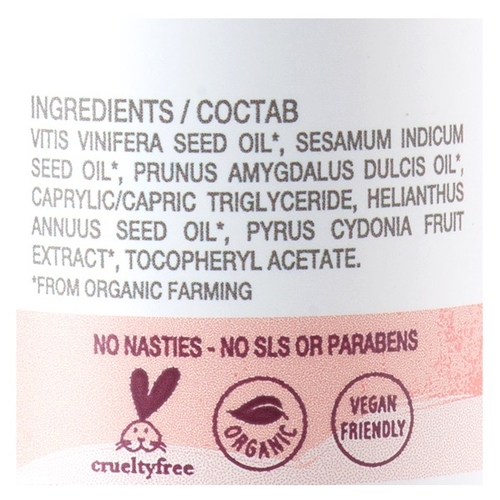 INGREDIENTS / СОСТАВ
VITIS VINIFERA SEED OIL*, SESAMUM INDICUM
SEED OIL*, PRUNUS AMYGDALUS DULCIS OIL*,
CAPRYLIC/CAPRIC TRIGLYCERIDE, HELIANTHUS
ANNUUS SEED OIL*, PYRUS CYDONIA FRUIT
EXTRACT*, TOCOPHERYL ACETATE.
*FROM ORGANIC FARMING
NO NASTIES - NO SLS OR PARABENS
crueltyfree
ORGANIC
VEGAN
FRIENDLY